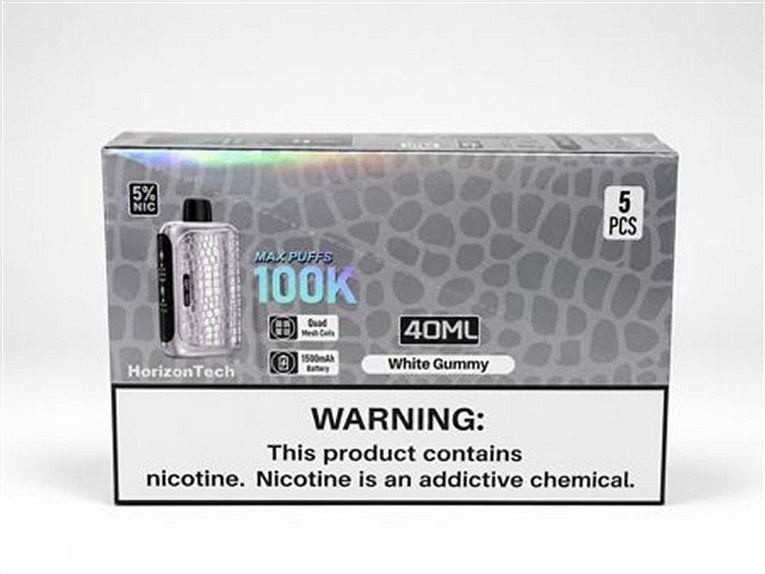 5%
NIC
5
PCS
MAX PUFFS
100K
Quad
Mesh Coils
40ML
1500mAh
Battery
White Gummy
HorizonTech
WARNING:
This product contains
nicotine. Nicotine is an addictive chemical.